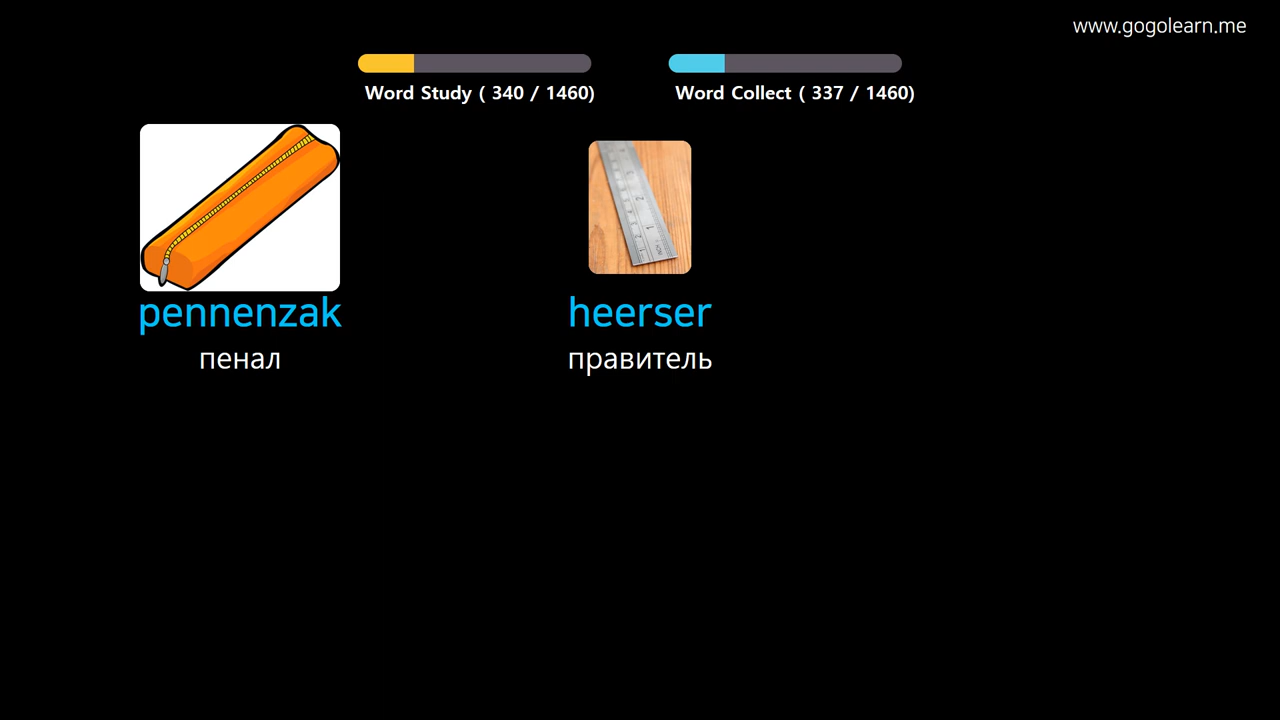 www.gogolearn.me
Word Study ( 340 / 1460)
Word Collect ( 337 / 1460)
pennenzak
heerser
пенал
правитель